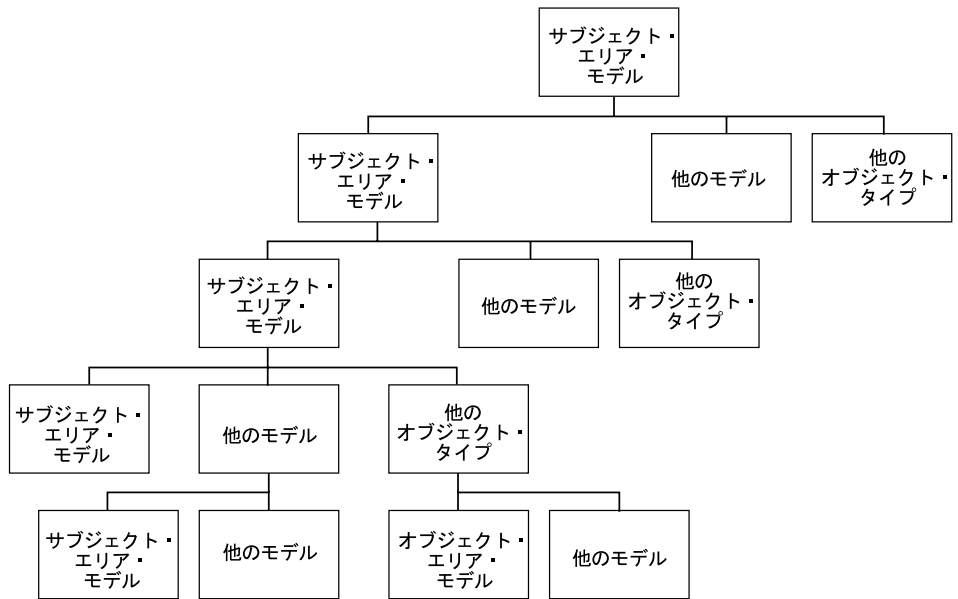 サブジェクト・
エリア・
モデル
サブジェクト・
エリア・
モデル
他のモデル
他の
オブジェクト・
タイプ
サブジェクト・
エリア・
モデル
他のモデル
他の
オブジェクト・
タイプ
サブジェクト・
エリア・
モデル
他のモデル
他の
オブジェクト・
タイプ
サブジェクト・
エリア・
モデル
他のモデル
オブジェクト・
エリア・
モデル
他のモデル